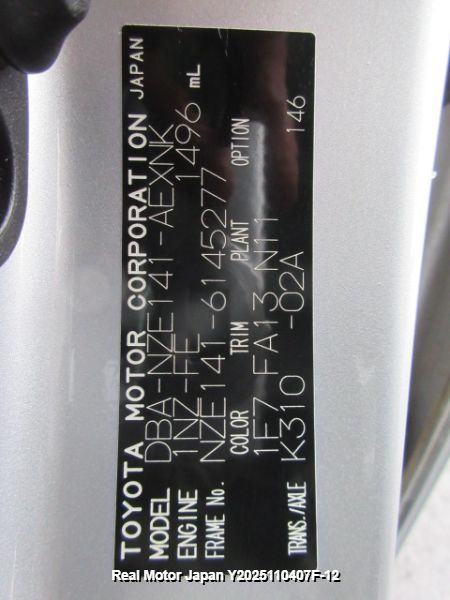 TOYOTA MOTOR CORPORATION JAPAN
MODEL DBA-NZE141-AEXNK
ENGINE 1NZ-FE 1496 mL
FRAME No. NZE141-6145277
COLOR TRIM PLANT OPTION
1F7 FA13 N11 146
TRANS./AXLE K310 -02A
Real Motor Japan Y2025110407F-12